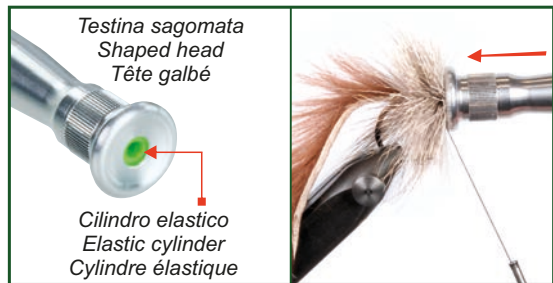 Testina sagomata
Shaped head
Tête galbé
Cilindro elastico
Elastic cylinder
Cylindre élastique